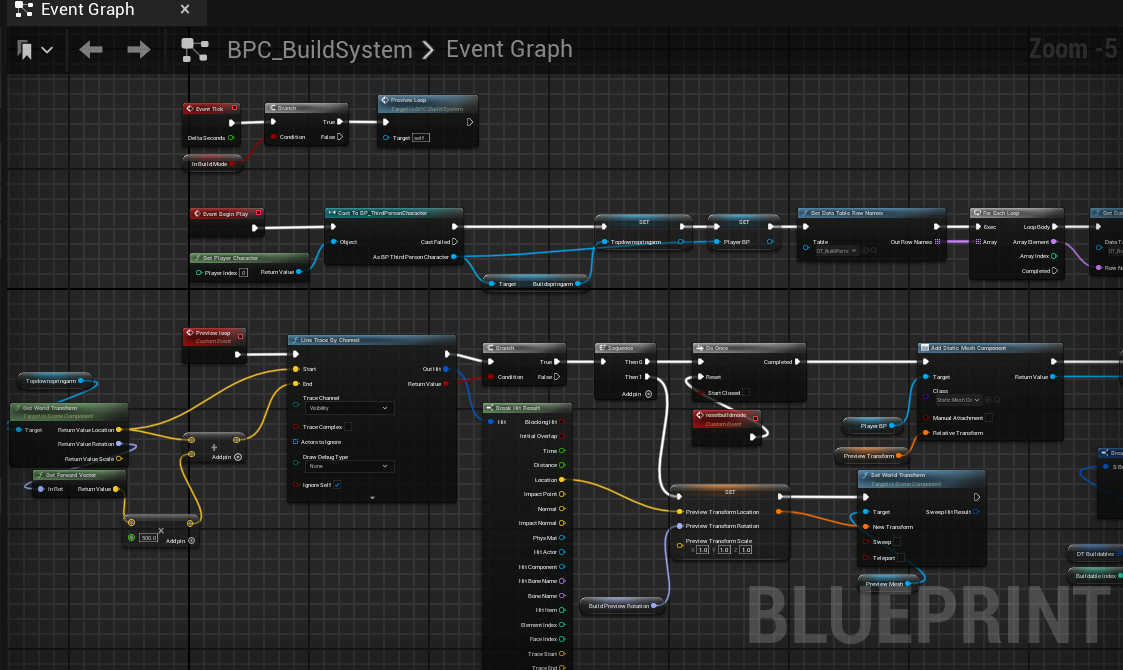 Event Graph
BPC_BuildSystem > Event Graph
Zoom -5
Event Tick
Delta Seconds
In Build Mode
Branch
True
Condition
False
Preview Loop
Target is BPC Build System
Target
self
Event Begin Play
Get Player Character
Player Index
0
Return Value
Cast To BP_ThirdPersonCharacter
Object
Cast Failed
As BP Third Person Character
Target
Buildspringarm
SET
Topdownspringarm
SET
Player BP
Get Data Table Row Names
Table
Out Row Names
DT_BuildParts
For Each Loop
Exec
Loop Body
Array
Array Element
Array Index
Completed
Preview loop
Custom Event
Topdownspringarm
Get World Transform
Target is Scene Component
Target
Return Value Location
Return Value Rotation
Return Value Scale
Get Forward Vector
In Rot
Return Value
500.0
Add pin
Add pin
Line Trace By Channel
Start
Out Hit
End
Return Value
Trace Channel
Visibility
Trace Complex
Actors to Ignore
Draw Debug Type
None
Ignore Self
Branch
True
Condition
False
Break Hit Result
Hit
Blocking Hit
Initial Overlap
Time
Distance
Location
Impact Point
Normal
Impact Normal
Phys Mat
Hit Actor
Hit Component
Hit Bone Name
Bone Name
Hit Item
Element Index
Face Index
Trace Start
Trace End
Sequence
Then 0
Then 1
Add pin
Do Once
Completed
Reset
Start Closed
resetbuildmode
Custom Event
SET
Preview Transform Location
Preview Transform Rotation
Preview Transform Scale
X 1.0 Y 1.0 Z 1.0
Build Preview Rotation
Add Static Mesh Component
Target
Return Value
Class
Manual Attachment
Relative Transform
Player BP
Preview Transform
Set World Transform
Target is Scene Component
Target
Sweep Hit Result
New Transform
Sweep
Teleport
Preview Mesh
DT Buildables
Buildable Index
BLUEPRINT